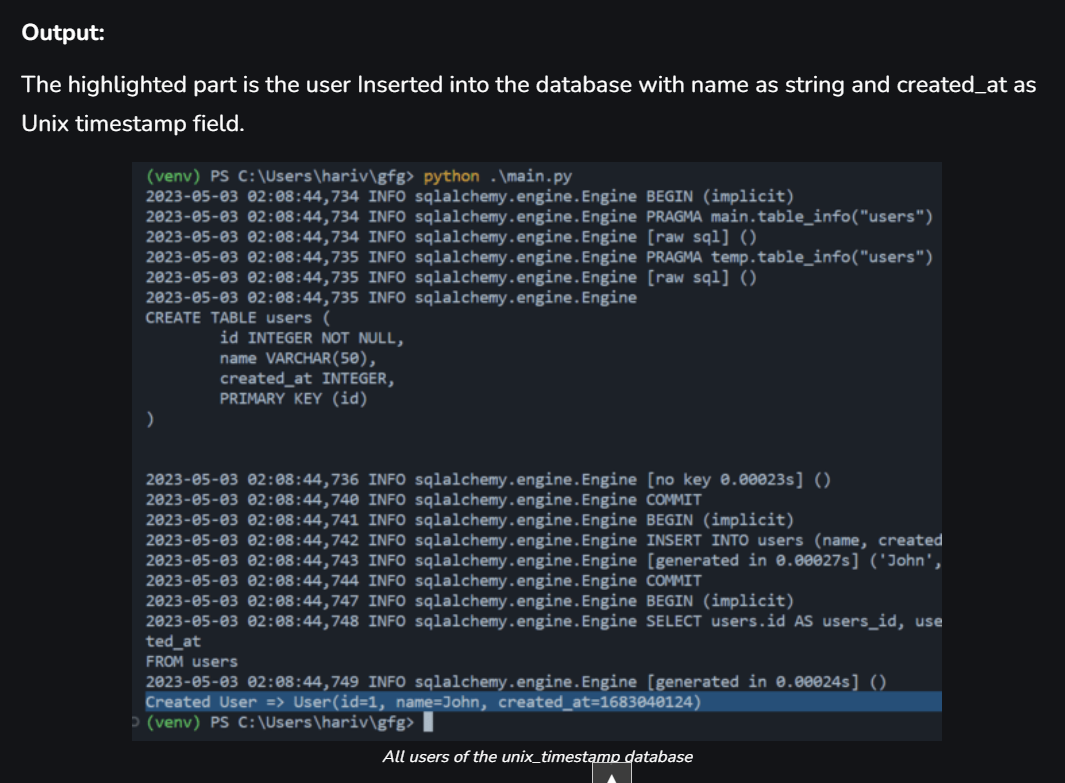 Output:
The highlighted part is the user Inserted into the database with name as string and created_at as
Unix timestamp field.
(venv) PS C:\Users\hariv\gfg> python .\main.py
2023-05-03 02:08:44,734 INFO sqlalchemy.engine.Engine BEGIN (implicit)
2023-05-03 02:08:44,734 INFO sqlalchemy.engine.Engine PRAGMA main.table_info("users")
2023-05-03 02:08:44,734 INFO sqlalchemy.engine.Engine [raw sql] ()
2023-05-03 02:08:44,735 INFO sqlalchemy.engine.Engine PRAGMA temp.table_info("users")
2023-05-03 02:08:44,735 INFO sqlalchemy.engine.Engine [raw sql] ()
2023-05-03 02:08:44,735 INFO sqlalchemy.engine.Engine
CREATE TABLE users (
        id INTEGER NOT NULL,
        name VARCHAR(50),
        created_at INTEGER,
        PRIMARY KEY (id)
)
2023-05-03 02:08:44,736 INFO sqlalchemy.engine.Engine [no key 0.00023s] ()
2023-05-03 02:08:44,740 INFO sqlalchemy.engine.Engine COMMIT
2023-05-03 02:08:44,741 INFO sqlalchemy.engine.Engine BEGIN (implicit)
2023-05-03 02:08:44,742 INFO sqlalchemy.engine.Engine INSERT INTO users (name, created
2023-05-03 02:08:44,743 INFO sqlalchemy.engine.Engine [generated in 0.00027s] ('John',
2023-05-03 02:08:44,744 INFO sqlalchemy.engine.Engine COMMIT
2023-05-03 02:08:44,747 INFO sqlalchemy.engine.Engine BEGIN (implicit)
2023-05-03 02:08:44,748 INFO sqlalchemy.engine.Engine SELECT users.id AS users_id, use
ted_at
FROM users
2023-05-03 02:08:44,749 INFO sqlalchemy.engine.Engine [generated in 0.00024s] ()
Created User => User(id=1, name=John, created_at=1683040124)
(venv) PS C:\Users\hariv\gfg>
All users of the unix_timestamp database